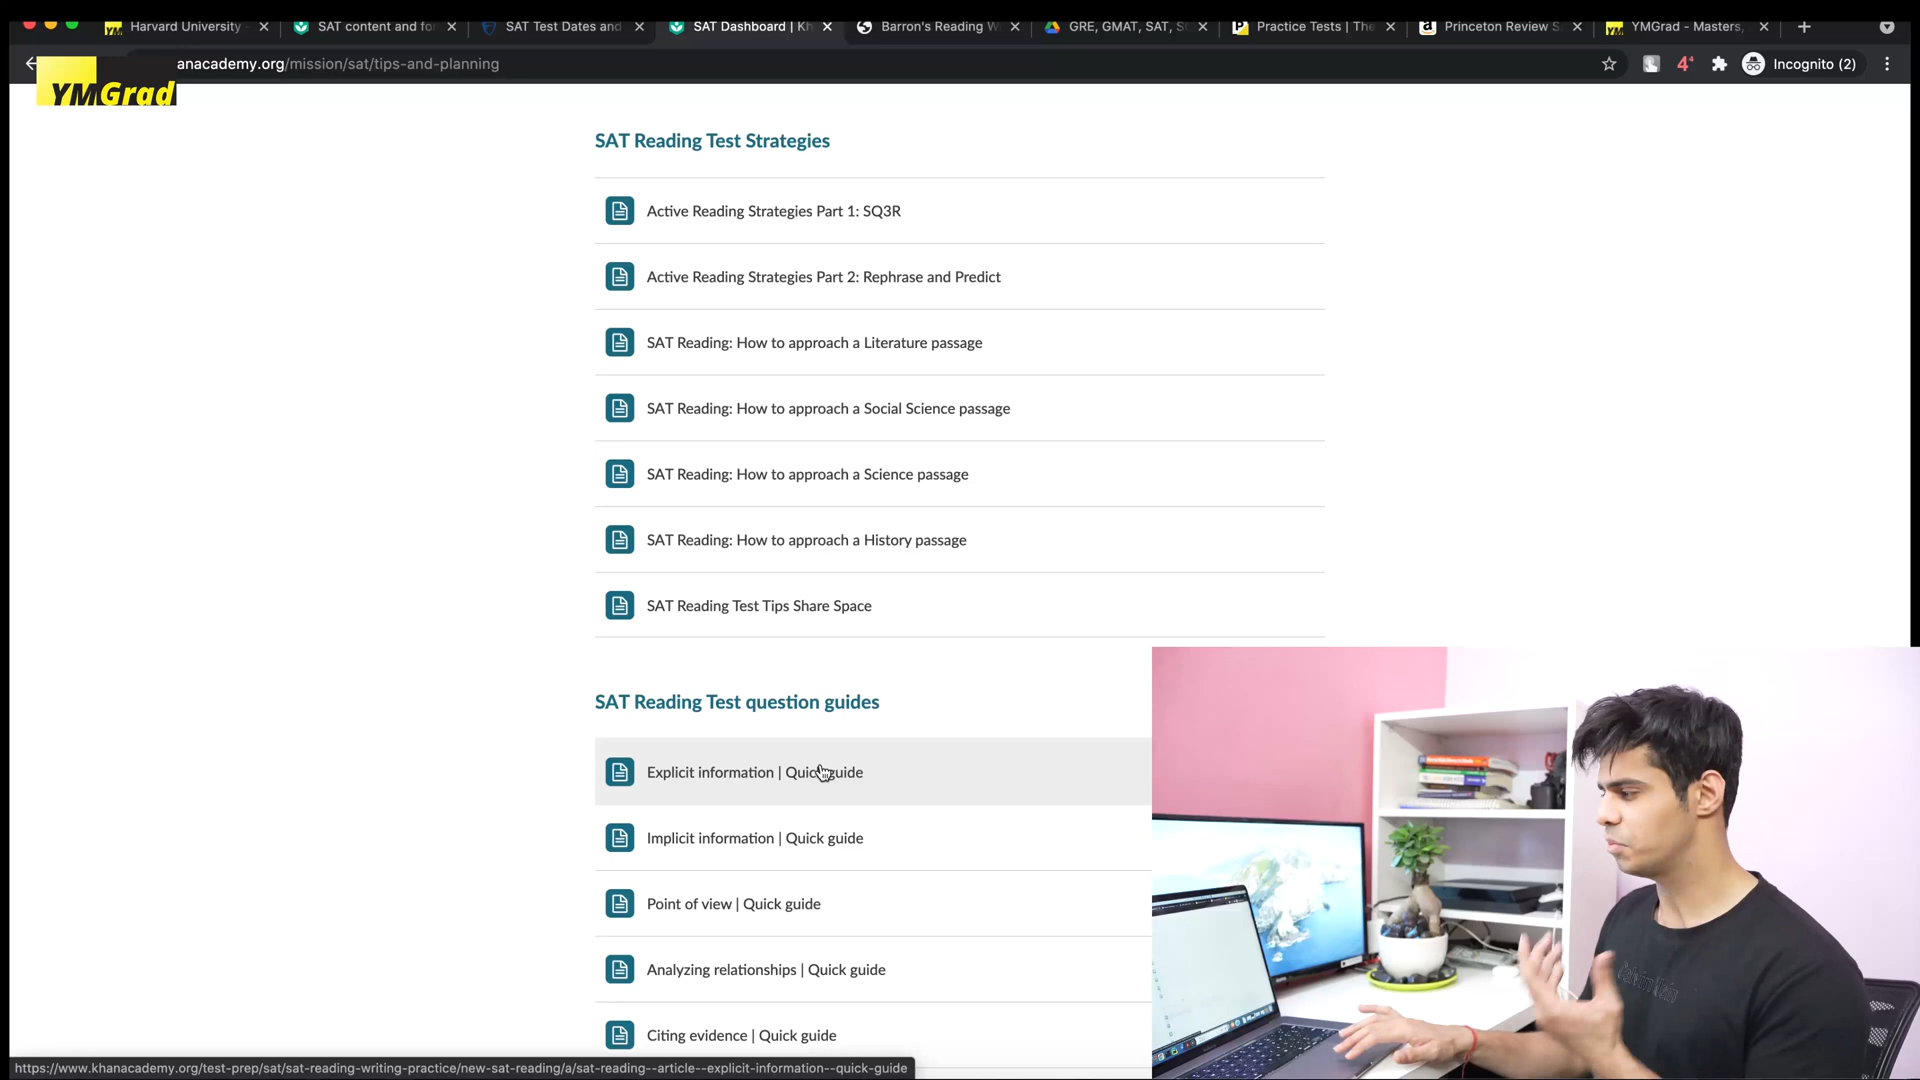 Harvard University
SAT content and fo
SAT Test Dates and
SAT Dashboard | Kh
Barron's Reading W
GRE, GMAT, SAT, S
Practice Tests | The
Princeton Review S
YMGrad - Masters,
anacademy.org/mission/sat/tips-and-planning
Incognito (2)
YMGrad
SAT Reading Test Strategies
Active Reading Strategies Part 1: SQ3R
Active Reading Strategies Part 2: Rephrase and Predict
SAT Reading: How to approach a Literature passage
SAT Reading: How to approach a Social Science passage
SAT Reading: How to approach a Science passage
SAT Reading: How to approach a History passage
SAT Reading Test Tips Share Space
SAT Reading Test question guides
Explicit information | Quick guide
Implicit information | Quick guide
Point of view | Quick guide
Analyzing relationships | Quick guide
Citing evidence | Quick guide
Calvin Klein
https://www.khanacademy.org/test-prep/sat/sat-reading-writing-practice/new-sat-reading/a/sat-reading--article--explicit-information--quick-guide